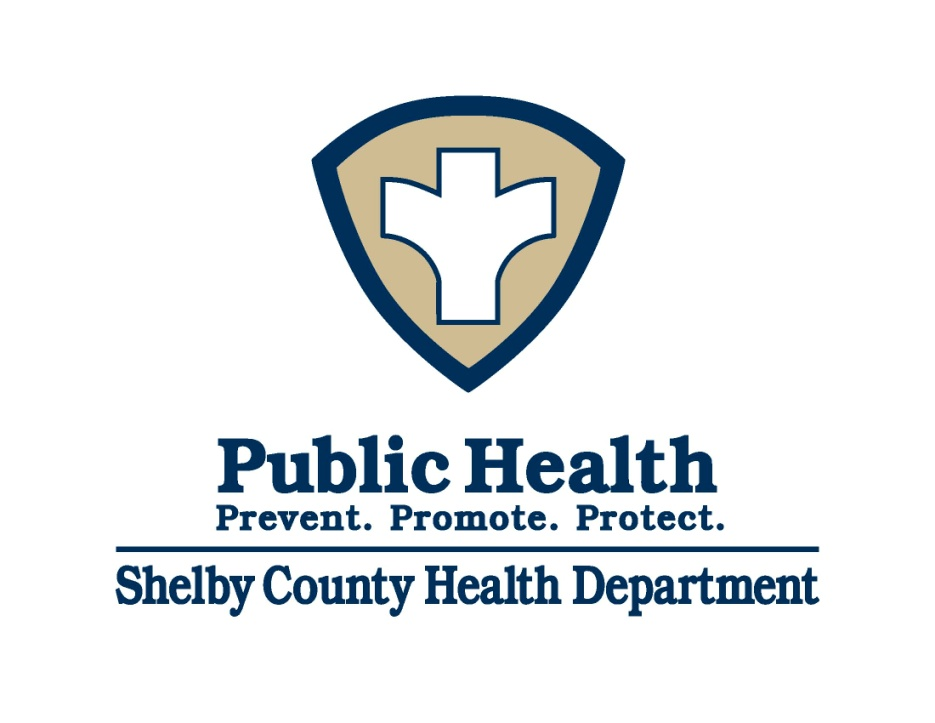 Public Health
Prevent. Promote. Protect.
Shelby County Health Department